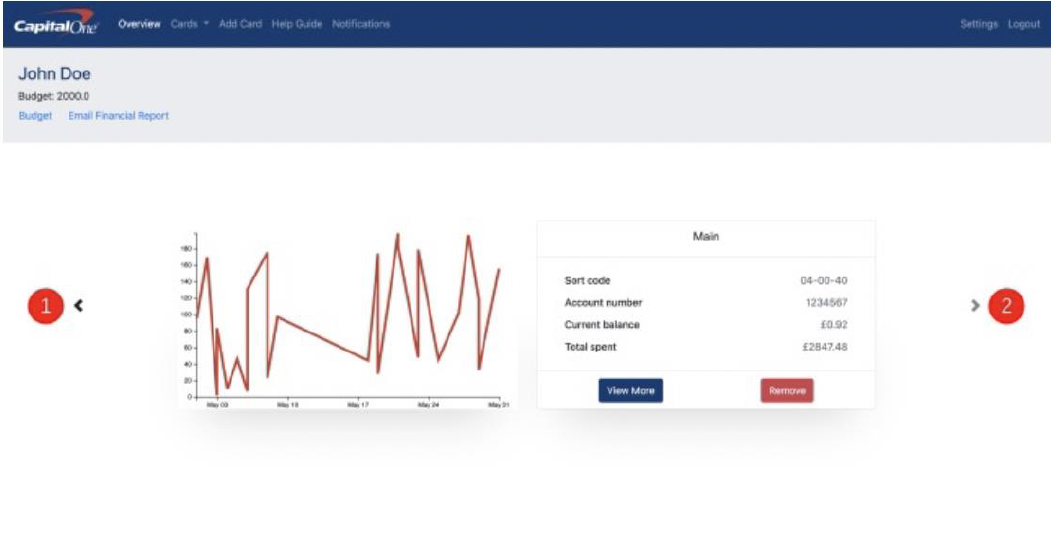 CapitalOne Overview Cards Add Card Help Guide Notifications Settings Logout
John Doe
Budget: 2000.0
Budget Email Financial Report
180
160
140
120
100
80
60
40
20
0
May 03 May 10 May 17 May 24 May 31
1
Main
Sort code 04-00-40
Account number 1234567
Current balance £0.92
Total spent £2847.48
View More Remove
2